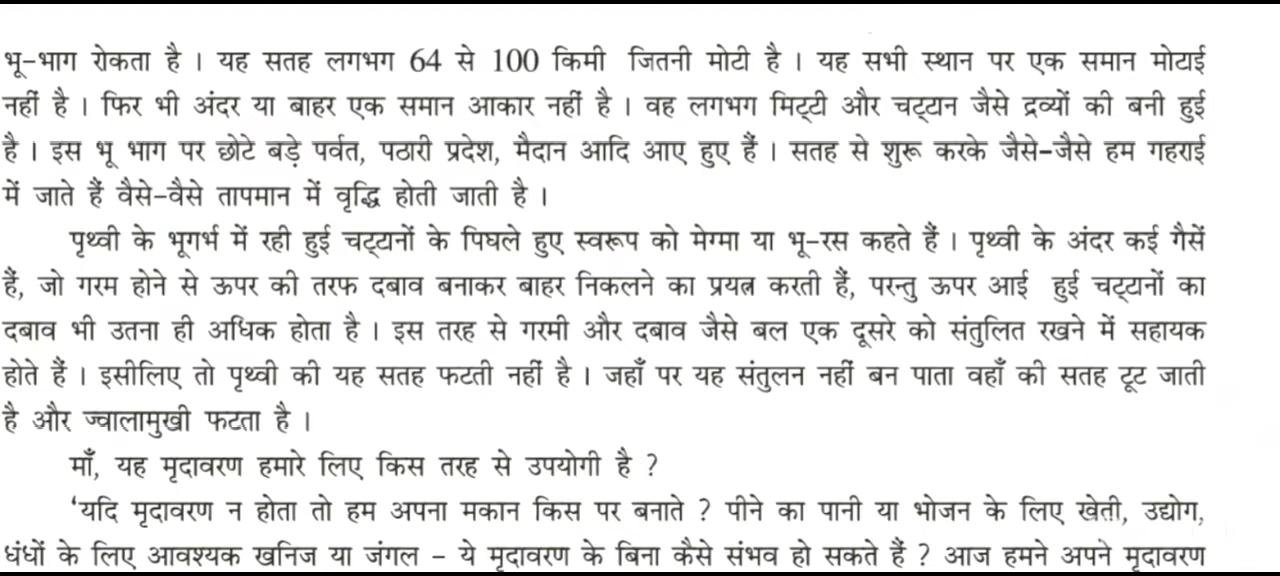 भू-भाग रोकता है । यह सतह लगभग 64 से 100 किमी जितनी मोटी है । यह सभी स्थान पर एक समान मोटाई
नहीं है । फिर भी अंदर या बाहर एक समान आकार नहीं है । वह लगभग मिट्टी और चट्टान जैसे द्रव्यों की बनी हुई
है । इस भू भाग पर छोटे बड़े पर्वत, पठारी प्रदेश, मैदान आदि आए हुए हैं । सतह से शुरू करके जैसे-जैसे हम गहराई
में जाते हैं वैसे-वैसे तापमान में वृद्धि होती जाती है ।
पृथ्वी के भूगर्भ में रही हुई चट्टानों के पिघले हुए स्वरूप को मेग्मा या भू-रस कहते हैं । पृथ्वी के अंदर कई गैसें
हैं, जो गरम होने से ऊपर की तरफ दबाव बनाकर बाहर निकलने का प्रयत्न करती हैं, परन्तु ऊपर आई हुई चट्टानों का
दबाव भी उतना ही अधिक होता है । इस तरह से गरमी और दबाव जैसे बल एक दूसरे को संतुलित रखने में सहायक
होते हैं । इसीलिए तो पृथ्वी की यह सतह फटती नहीं है । जहाँ पर यह संतुलन नहीं बन पाता वहाँ की सतह टूट जाती
है और ज्वालामुखी फटता है ।
माँ, यह मृदावरण हमारे लिए किस तरह से उपयोगी है ?
‘यदि मृदावरण न होता तो हम अपना मकान किस पर बनाते ? पीने का पानी या भोजन के लिए खेती, उद्योग,
धंधों के लिए आवश्यक खनिज या जंगल – ये मृदावरण के बिना कैसे संभव हो सकते हैं ? आज हमने अपने मृदावरण